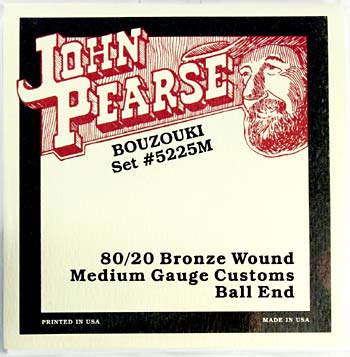 JOHN
PEARSE
BOUZOUKI
Set #5225M
80/20 Bronze Wound
Medium Gauge Customs
Ball End
PRINTED IN USA
MADE IN USA